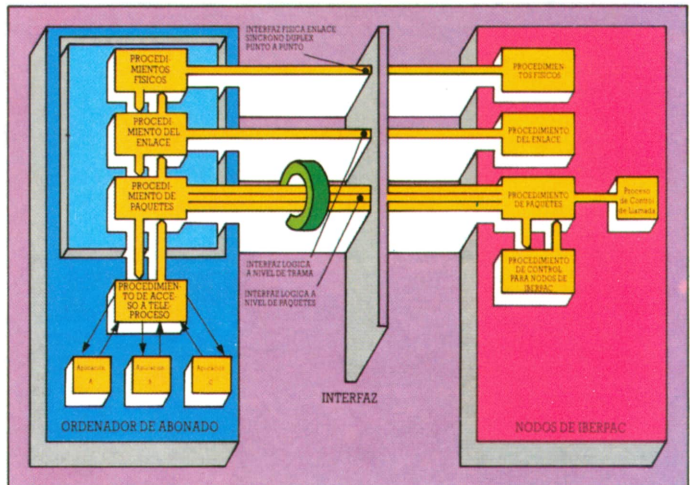 INTERFAZ FISICA ENLACE
SINCRONO DUPLEX
PUNTO A PUNTO
PROCEDI-
MIENTOS
FISICOS
PROCEDI-
MIENTO DEL
ENLACE
PROCEDI-
MIENTO DE
PAQUETES
PROCEDIMIEN-
TO DE ACCE-
SO A TELE-
PROCESO
Aplicación
A
Aplicación
B
Aplicación
C
ORDENADOR DE ABONADO
INTERFAZ LOGICA
A NIVEL DE TRAMA
INTERFAZ LOGICA A
NIVEL DE PAQUETES
INTERFAZ
PROCEDIMIEN-
TOS FISICOS
PROCEDIMIENTO
DEL ENLACE
PROCEDIMIENTO
DE PAQUETES
Proceso
de Control
de Llamada
PROCEDIMIENTO
DE CONTROL
PARA NODOS DE
IBERPAC
NODOS DE IBERPAC